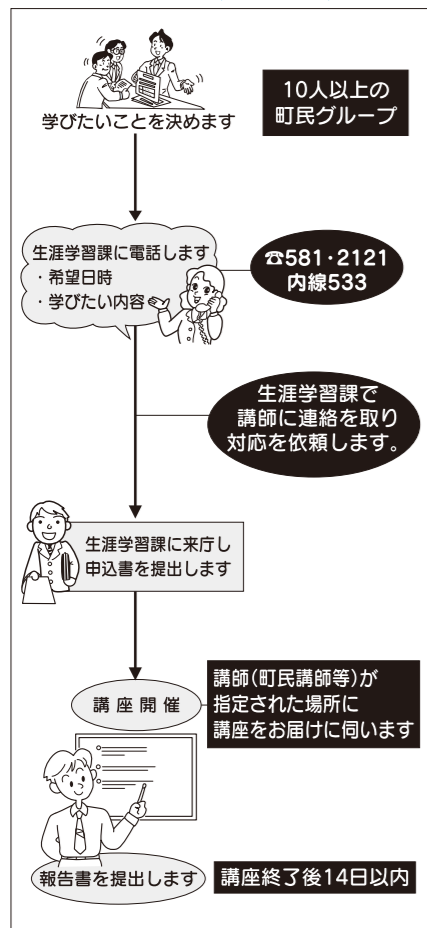 学びたいことを決めます
10人以上の
町民グループ
生涯学習課に電話します
・希望日時
・学びたい内容
☎581・2121
内線533
生涯学習課で
講師に連絡を取り
対応を依頼します。
生涯学習課に来庁し
申込書を提出します
講座開催
講師(町民講師等)が
指定された場所に
講座をお届けに伺います
報告書を提出します
講座終了後14日以内